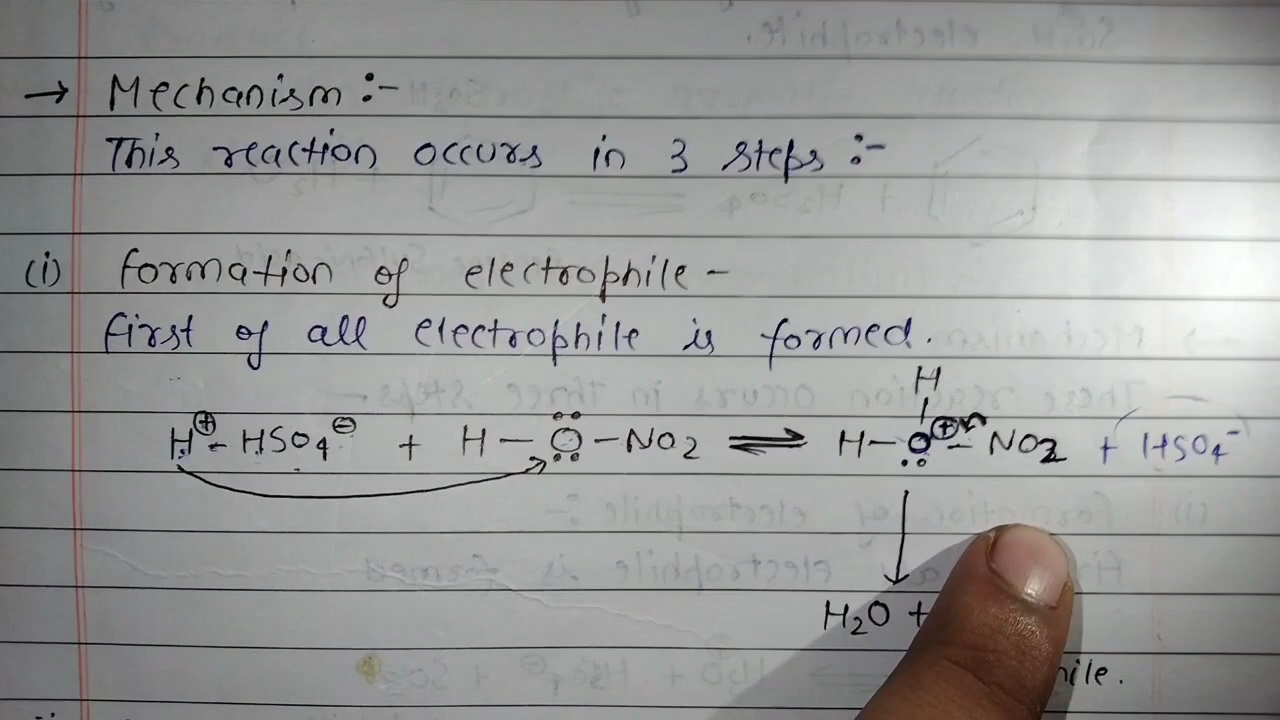 → Mechanism :-
This reaction occurs in 3 steps :-
(i) formation of electrophile -
first of all electrophile is formed.
H
H⊕- HSO4⊖ + H - O - NO2 ⇌ H - O⊕ - NO2 + HSO4-
↓
H2O +